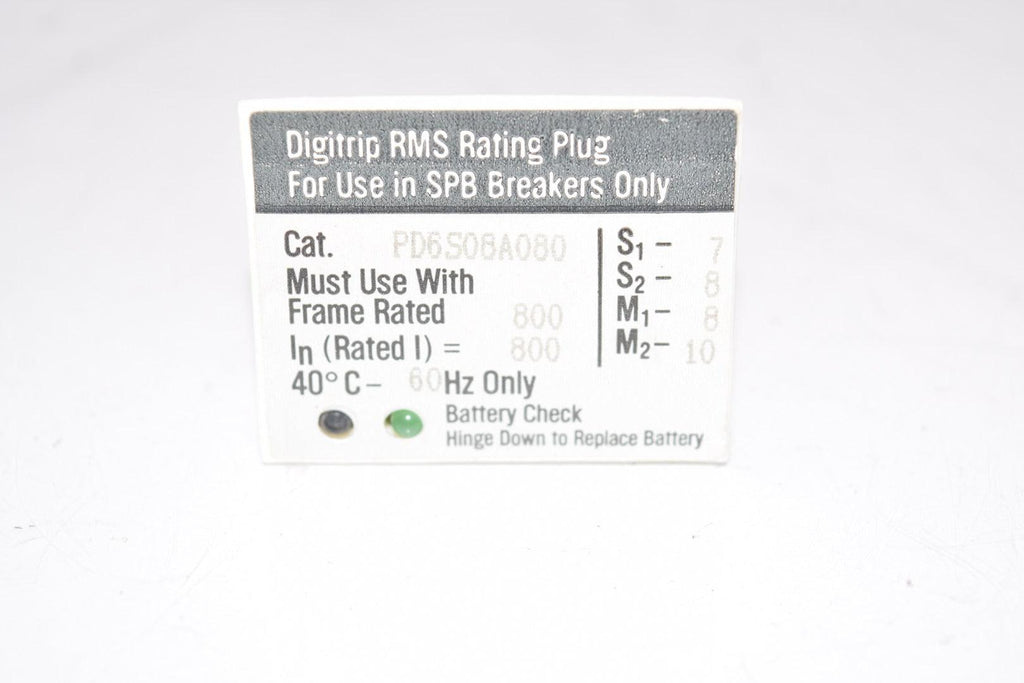 Digitrip RMS Rating Plug
For Use in SPB Breakers Only
Cat. PD6S08A080
Must Use With
Frame Rated 800
In (Rated I) = 800
40° C – 60 Hz Only
S1 – 7
S2 – 8
M1 – 8
M2 – 10
Battery Check
Hinge Down to Replace Battery